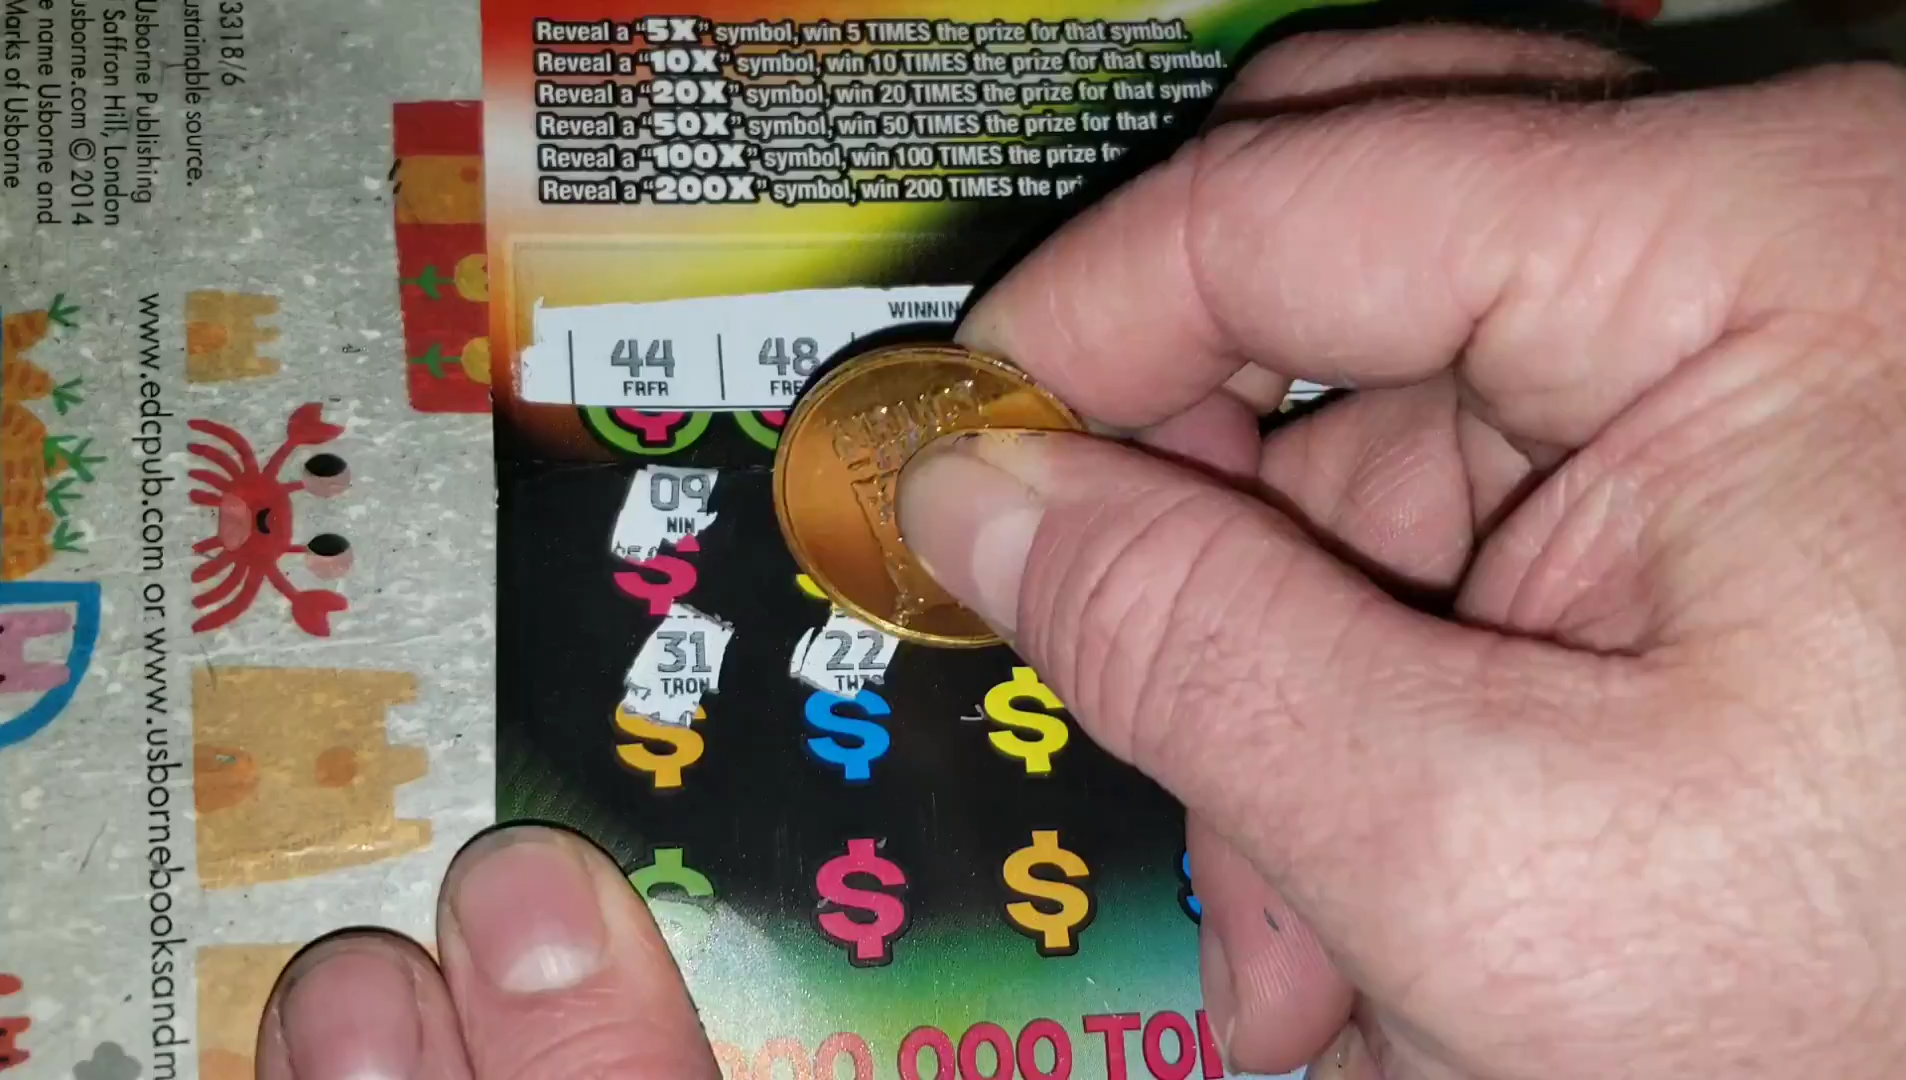 Reveal a "5X" symbol, win 5 TIMES the prize for that symbol.
Reveal a "10X" symbol, win 10 TIMES the prize for that symbol.
Reveal a "20X" symbol, win 20 TIMES the prize for that
Reveal a "50X" symbol, win 50 TIMES the prize for that
Reveal a "100X" symbol, win 100 TIMES the prize
Reveal a "200X" symbol, win 200 TIMES the
WINNIN
44 48
FRFR FRE
09
NIN
31 22
TRON
$ $ $
$ $ $
000 TO
3318/6
ustainable source.
Usborne Publishing
Saffron Hill, London
usborne.com © 2014
e name Usborne and
Marks of Usborne
www.edcpub.com or www.usbornebooksandm